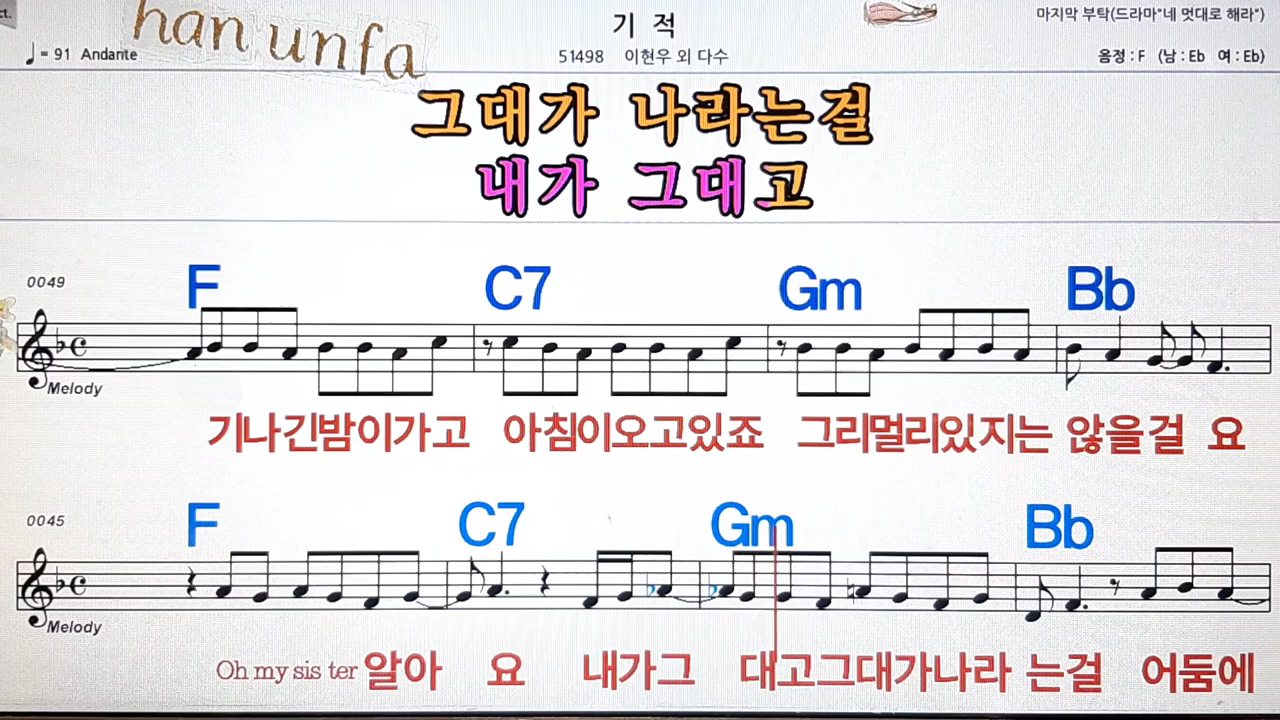 ct.
han unfa
기 적
마지막 부탁(드라마"네 멋대로 해라")
♩= 91 Andante
51498 이현우 외 다수
음정 : F (남 : Eb 여 : Eb)
그대가 나라는걸
내가 그대고
0049
F C7 Gm Bb
Melody
기나긴밤이가고 아침이오고있죠 그리멀리있지는 않을걸 요
0045
F C7 Gm Bb
Melody
Oh my sis ter 알아 요 내가그 대고그대가나라 는걸 어둠에